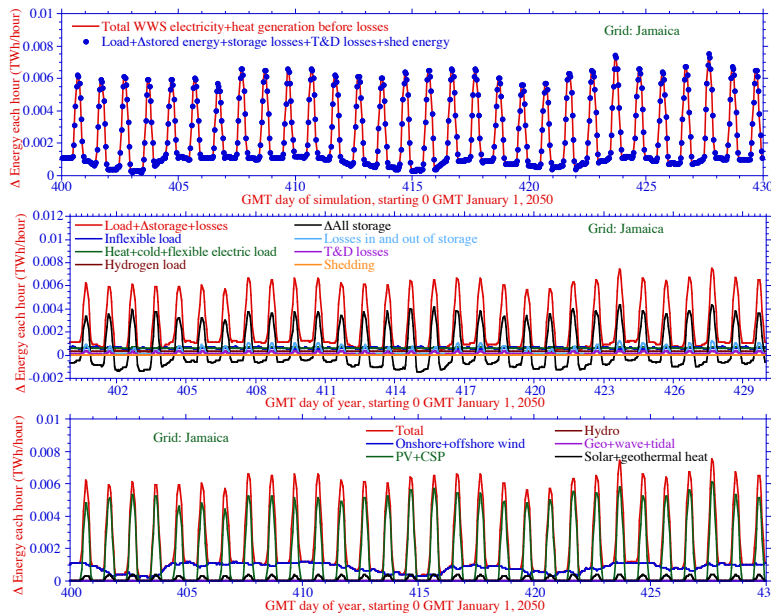 0.01
Total WWS electricity+heat generation before losses
Grid: Jamaica
Load+Δstored energy+storage losses+T&D losses+shed energy
0.008
0.006
0.004
0.002
0
Δ Energy each hour (TWh/hour)
400 405 410 415 420 425 430
GMT day of simulation, starting 0 GMT January 1, 2050
0.012
Load+Δstorage+losses ΔAll storage
Grid: Jamaica
0.01
Inflexible load Losses in and out of storage
Heat+cold+flexible electric load T&D losses
0.008
Hydrogen load Shedding
0.006
0.004
0.002
0
-0.002
Δ Energy each hour (TWh/hour)
402 405 408 411 414 417 420 423 426 429
GMT day of year, starting 0 GMT January 1, 2050
0.01
Total Hydro
Grid: Jamaica
Onshore+offshore wind Geo+wave+tidal
PV+CSP Solar+geothermal heat
0.008
0.006
0.004
0.002
0
Δ Energy each hour (TWh/hour)
400 405 410 415 420 425 43
GMT day of year, starting 0 GMT January 1, 2050